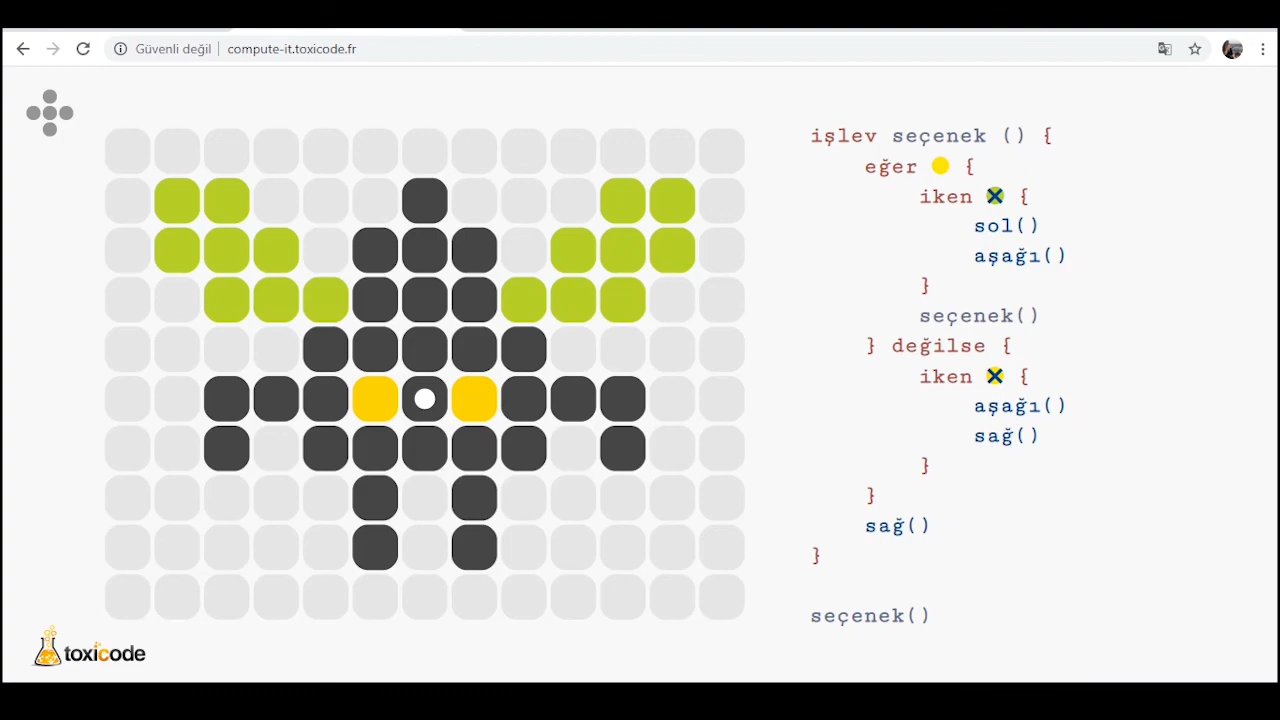 Güvenli değil compute-it.toxicode.fr
işlev seçenek () {
eğer {
iken {
sol()
aşağı()
}
seçenek()
} değilse {
iken {
aşağı()
sağ()
}
}
sağ()
}
seçenek()
toxicode